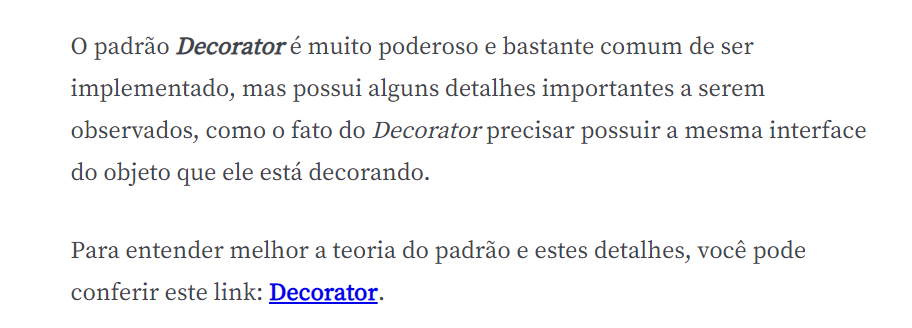 O padrão Decorator é muito poderoso e bastante comum de ser
implementado, mas possui alguns detalhes importantes a serem
observados, como o fato do Decorator precisar possuir a mesma interface
do objeto que ele está decorando.
Para entender melhor a teoria do padrão e estes detalhes, você pode
conferir este link: Decorator.